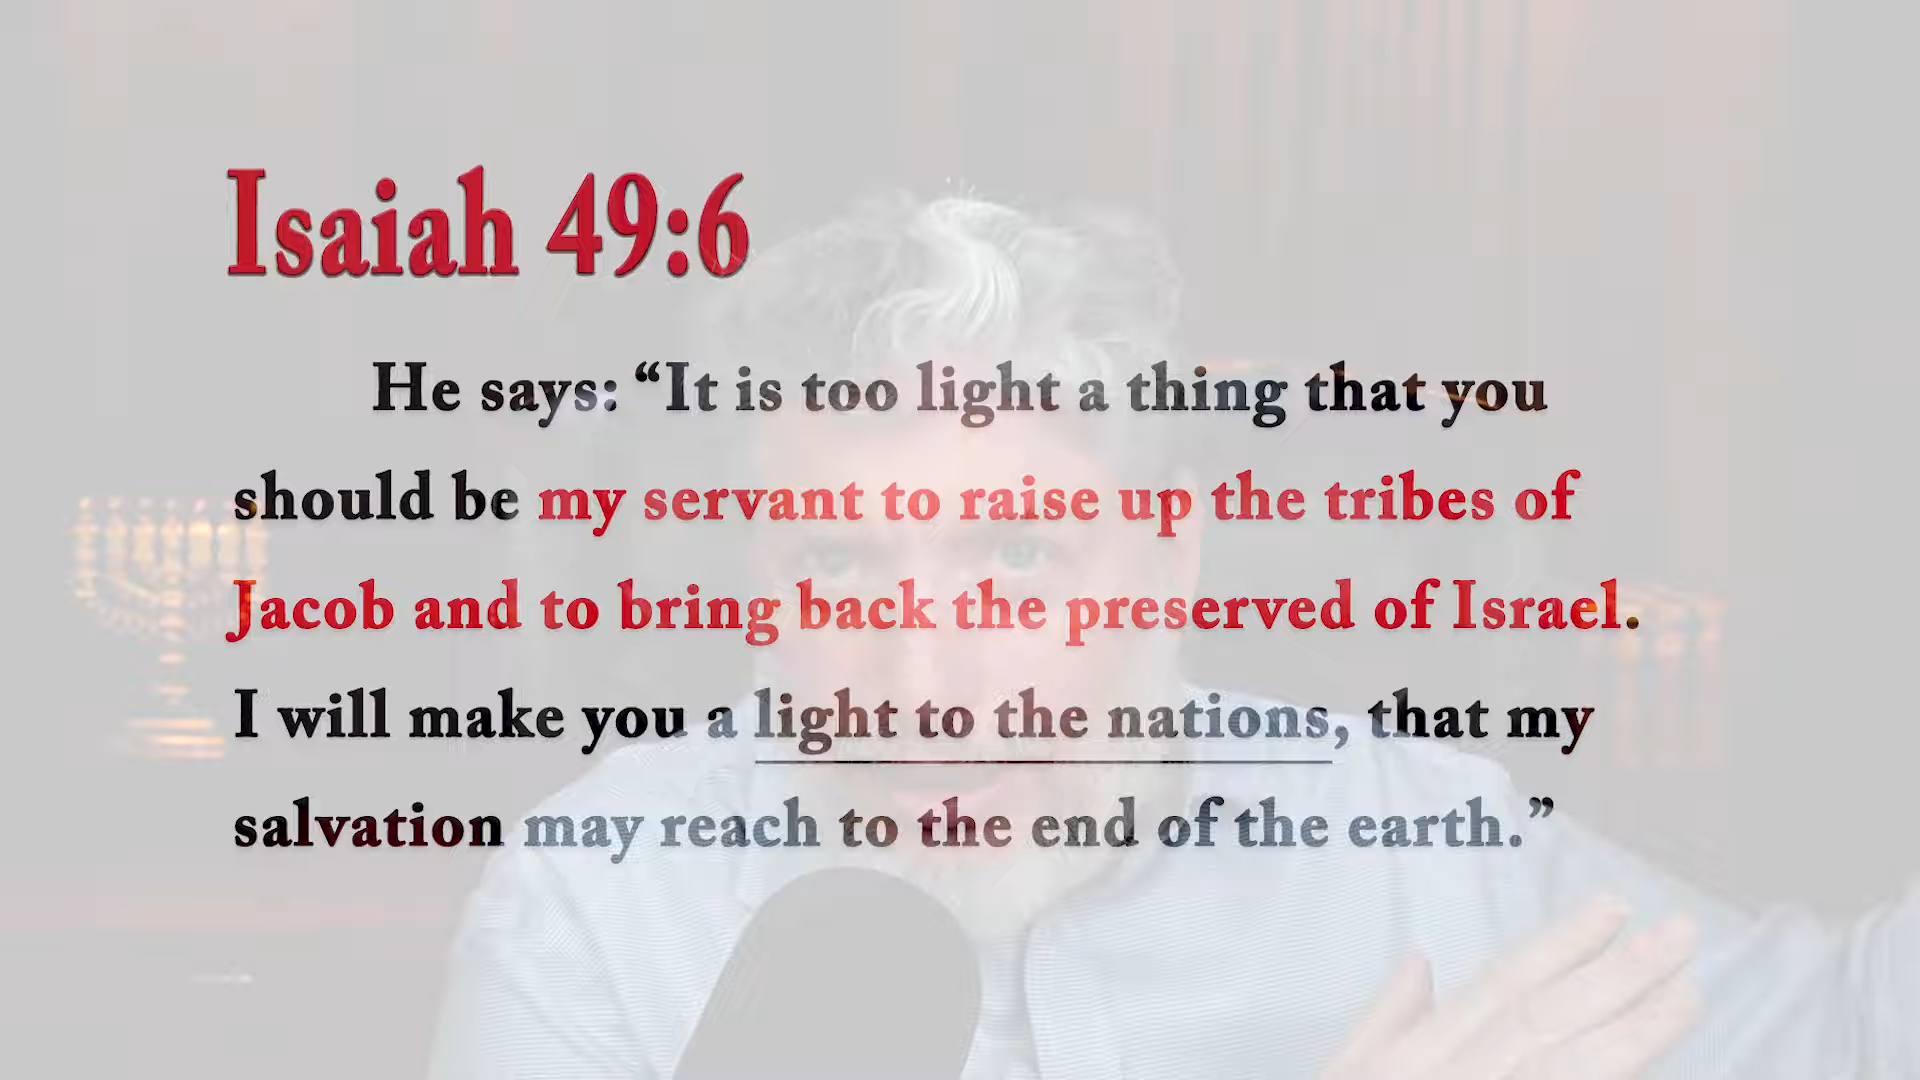 Isaiah 49:6
He says: “It is too light a thing that you
should be my servant to raise up the tribes of
Jacob and to bring back the preserved of Israel.
I will make you a light to the nations, that my
salvation may reach to the end of the earth.”